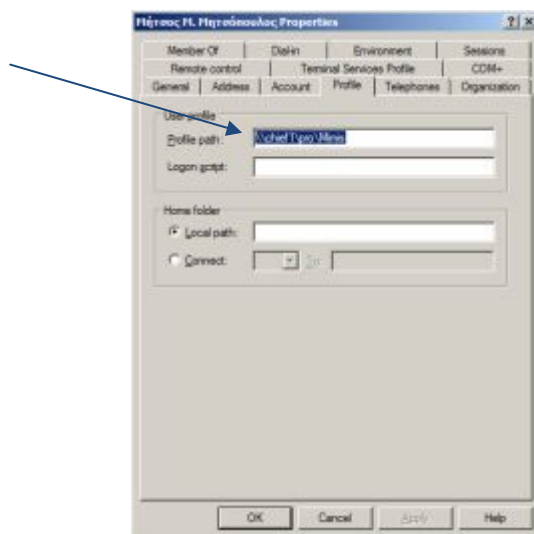 Μήτσος Μ. Μητσόπουλος Properties
Member Of Dial-in Environment Sessions
Remote control Terminal Services Profile COM+
General Address Account Profile Telephones Organization
User profile
Profile path:
Logon script:
Home folder
Local path:
Connect: To:
OK Cancel Apply Help